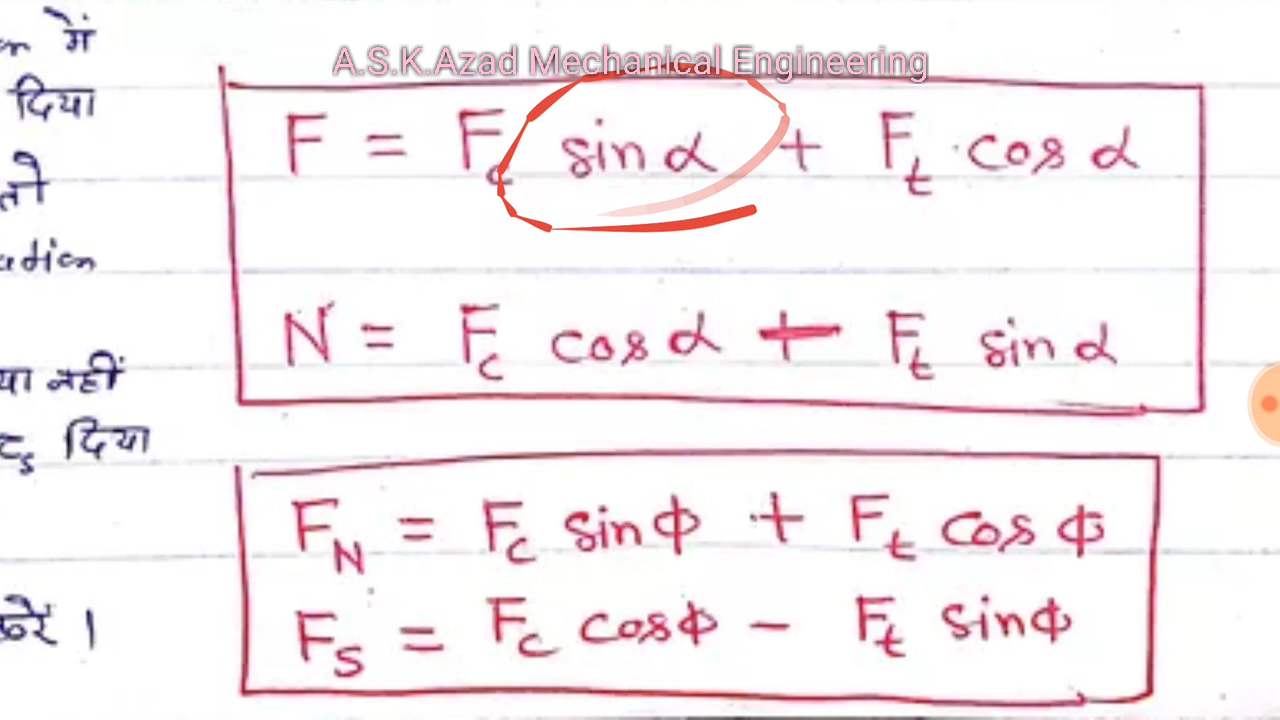 A.S.K.Azad Mechanical Engineering
में
दिया
F = Fc sinα + Ft cosα
तो
N = Fc cosα + Ft sinα
या नहीं
दिया
FN = Fc sinϕ + Ft cosϕ
करें ।
FS = Fc cosϕ - Ft sinϕ